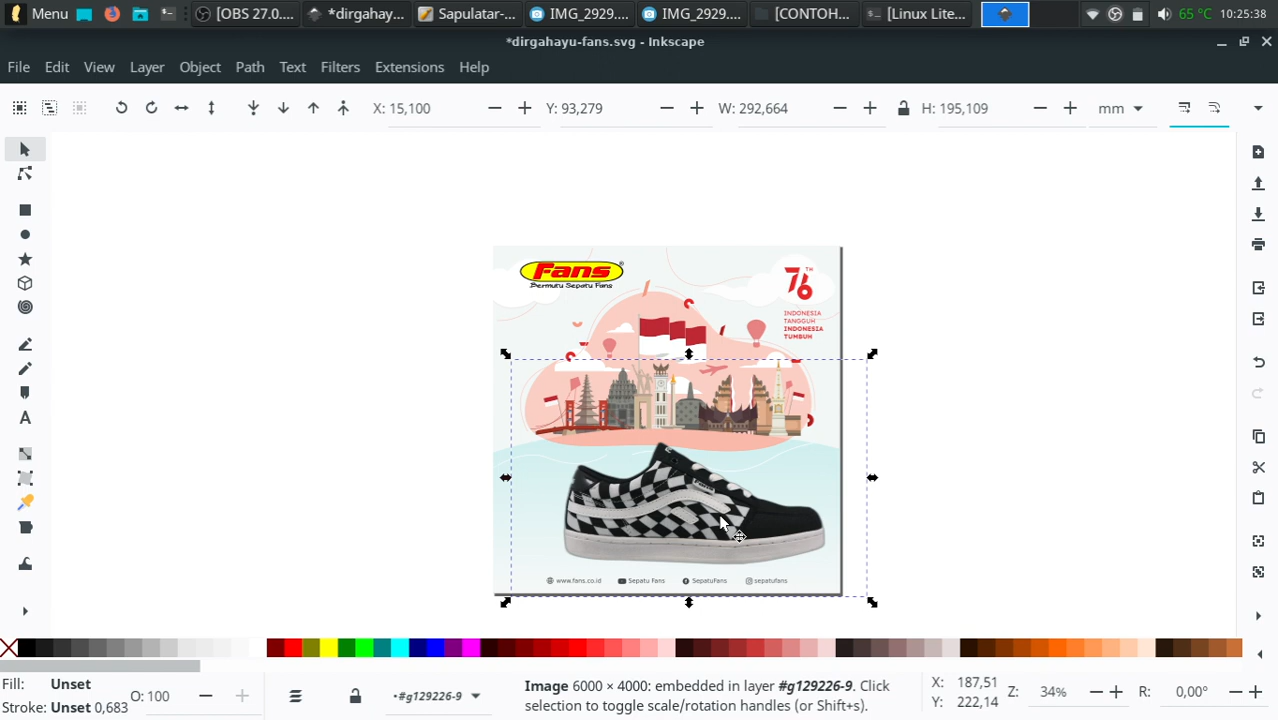 Menu [OBS 27.0.... *dirgahay... Sapulatar-... IMG_2929.... IMG_2929.... [CONTOH... [Linux Lite... 65 °C 10:25:38
*dirgahayu-fans.svg - Inkscape
File Edit View Layer Object Path Text Filters Extensions Help
X: 15,100 Y: 93,279 W: 292,664 H: 195,109 mm
Fans®
Bermutu Sepatu Fans
76TH
INDONESIA
TANGGUH
INDONESIA
TUMBUH
www.fans.co.id Sepatu Fans SepatuFans sepatufans
Fill: Unset
Stroke: Unset 0,683
O: 100
•#g129226-9
Image 6000 × 4000: embedded in layer #g129226-9. Click
selection to toggle scale/rotation handles (or Shift+s).
X: 187,51
Y: 222,14
Z: 34%
R: 0,00°